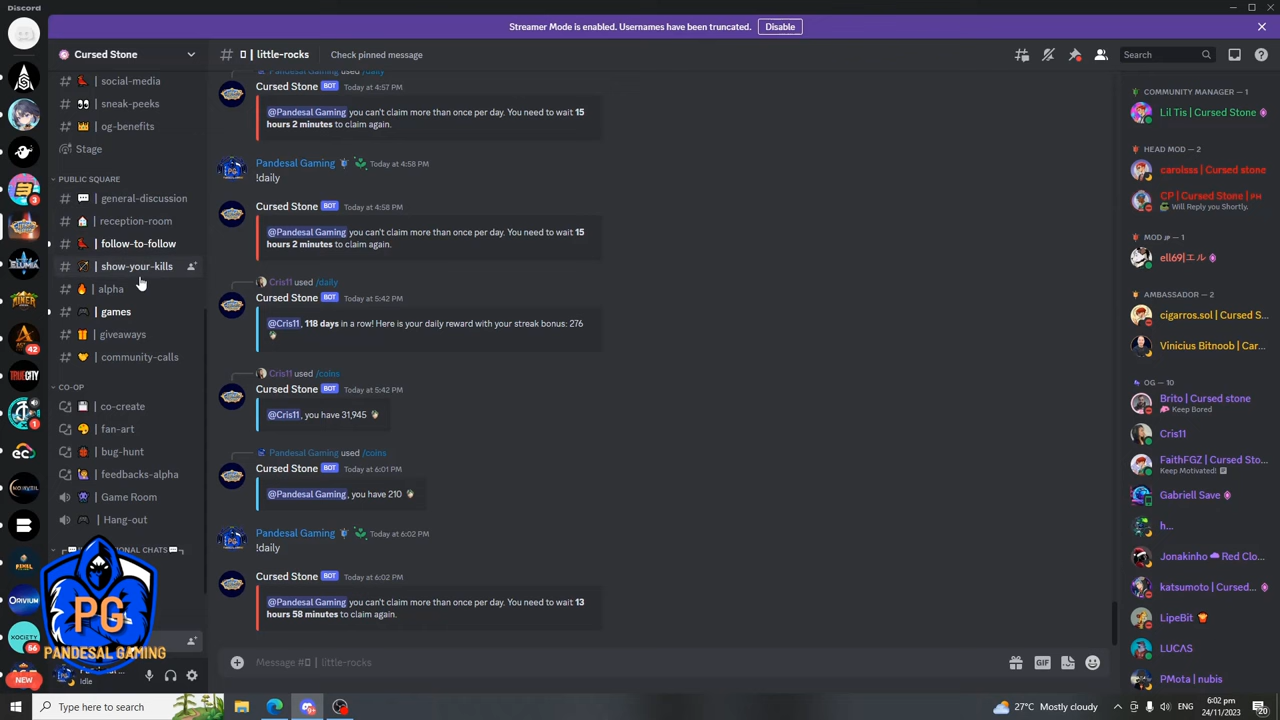 Discord
Streamer Mode is enabled. Usernames have been truncated.
Disable
Cursed Stone
| little-rocks
Check pinned message
Search
| social-media
| sneak-peeks
| og-benefits
Stage
PUBLIC SQUARE
| general-discussion
| reception-room
| follow-to-follow
| show-your-kills
| alpha
| games
| giveaways
| community-calls
CO-OP
| co-create
| fan-art
| bug-hunt
| feedbacks-alpha
| Game Room
| Hang-out
PG
PANDESAL GAMING
Idle
3
42
TRUECITY
1
56
NEW
Pandesal Gaming used /daily
Cursed Stone BOT Today at 4:57 PM
@Pandesal Gaming you can't claim more than once per day. You need to wait 15
hours 2 minutes to claim again.
Pandesal Gaming Today at 4:58 PM
!daily
Cursed Stone BOT Today at 4:58 PM
@Pandesal Gaming you can't claim more than once per day. You need to wait 15
hours 2 minutes to claim again.
Cris11 used /daily
Cursed Stone BOT Today at 5:42 PM
@Cris11, 118 days in a row! Here is your daily reward with your streak bonus: 276
Cris11 used /coins
Cursed Stone BOT Today at 5:42 PM
@Cris11, you have 31,945
Pandesal Gaming used /coins
Cursed Stone BOT Today at 6:01 PM
@Pandesal Gaming, you have 210
Pandesal Gaming Today at 6:02 PM
!daily
Cursed Stone BOT Today at 6:02 PM
@Pandesal Gaming you can't claim more than once per day. You need to wait 13
hours 58 minutes to claim again.
Message #▯ | little-rocks
GIF
COMMUNITY MANAGER — 1
Lil Tis | Cursed Stone
HEAD MOD — 2
carolsss | Cursed stone
CP | Cursed Stone | PM
Will Reply you Shortly.
MOD JP — 1
ell69|エル
AMBASSADOR — 2
cigarros.sol | Cursed S...
Vinicius Bitnoob | Car...
OG — 10
Brito | Cursed stone
Keep Bored
Cris11
FaithFGZ | Cursed Sto...
Keep Motivated!
Gabriell Save
h...
Jonakinho Red Clo...
katsumoto | Cursed...
LipeBit
LUCAS
PMota | nubis
Type here to search
27°C Mostly cloudy
ENG
6:02 pm
24/11/2023